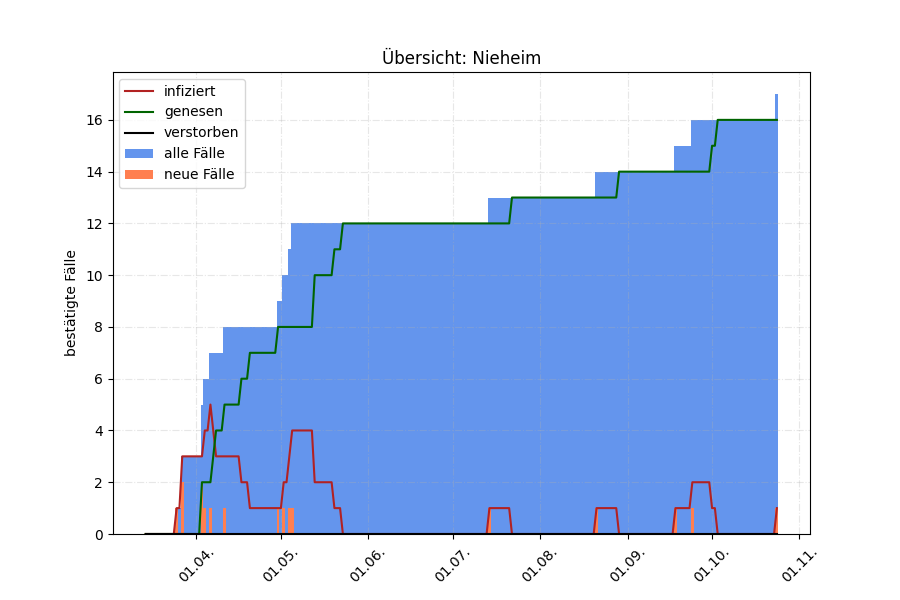 Übersicht: Nieheim
infiziert
genesen
verstorben
alle Fälle
neue Fälle
bestätigte Fälle
16
14
12
10
8
6
4
2
0
01.04. 01.05. 01.06. 01.07. 01.08. 01.09. 01.10. 01.11.